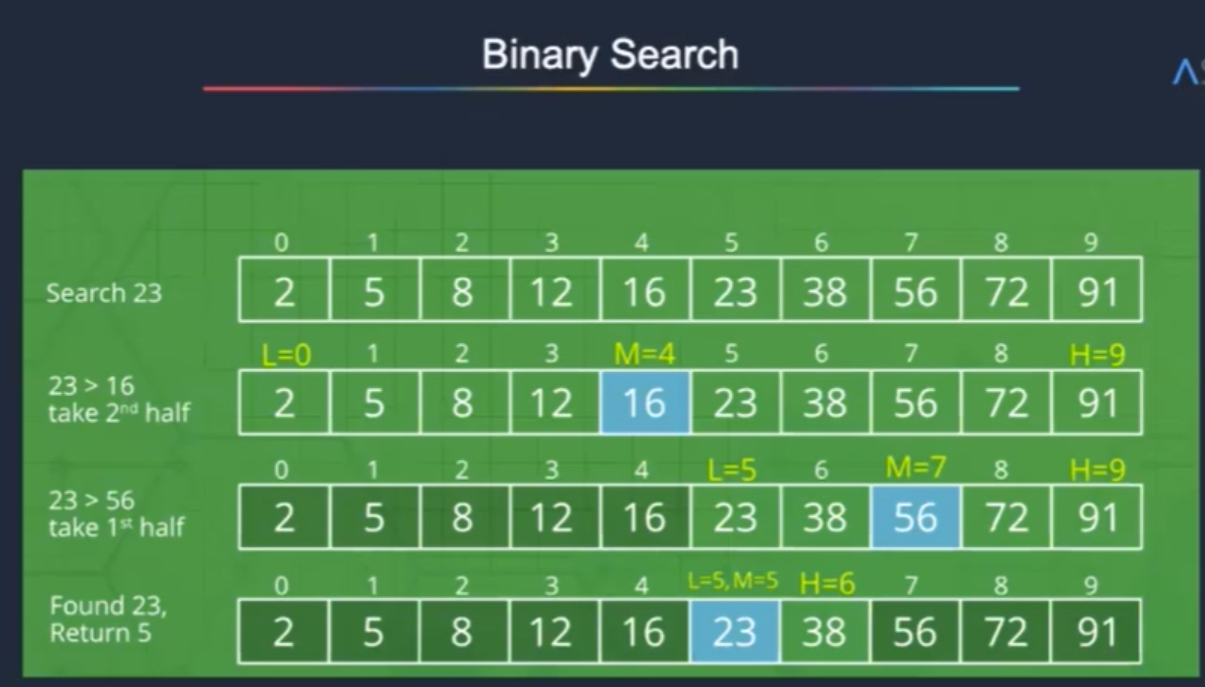 Binary Search
0 1 2 3 4 5 6 7 8 9
Search 23 2 5 8 12 16 23 38 56 72 91
L=0 1 2 3 M=4 5 6 7 8 H=9
23 > 16
take 2nd half
2 5 8 12 16 23 38 56 72 91
0 1 2 3 4 L=5 6 M=7 8 H=9
23 > 56
take 1st half
2 5 8 12 16 23 38 56 72 91
0 1 2 3 4 L=5,M=5 H=6 7 8 9
Found 23,
Return 5
2 5 8 12 16 23 38 56 72 91